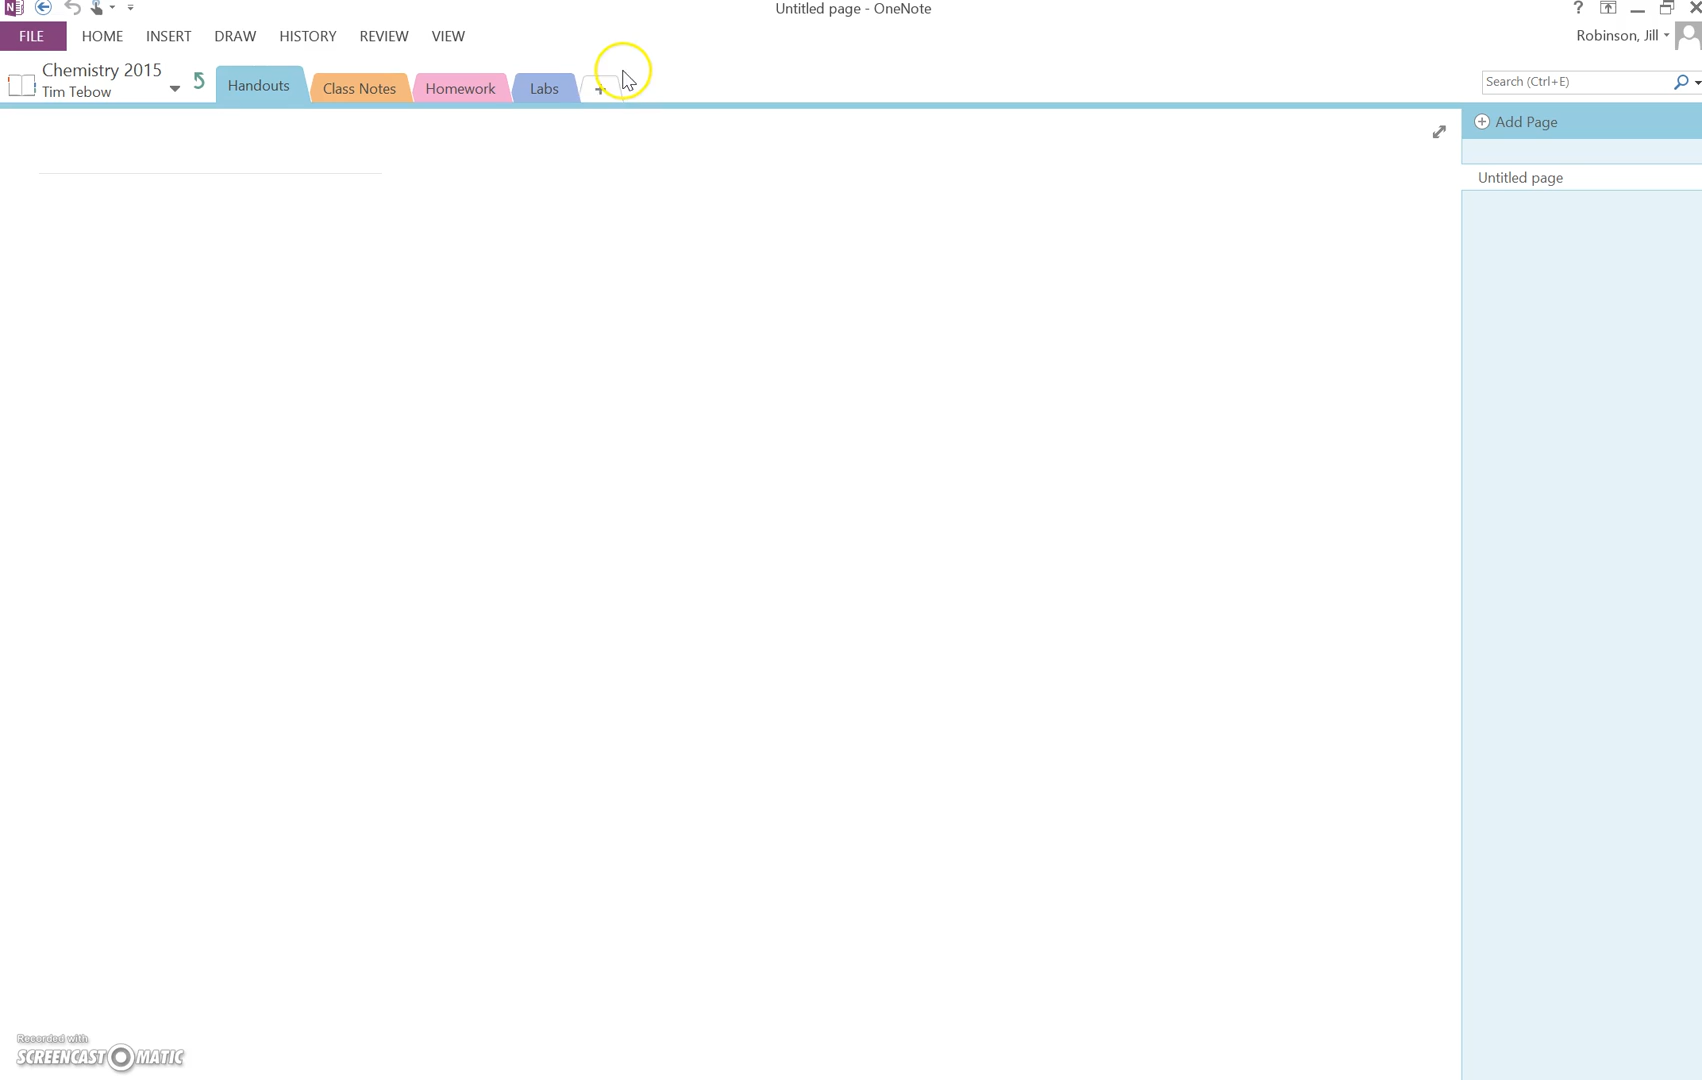 Untitled page - OneNote
FILE HOME INSERT DRAW HISTORY REVIEW VIEW
Robinson, Jill
Chemistry 2015
Tim Tebow
Handouts Class Notes Homework Labs
Search (Ctrl+E)
Add Page
Untitled page
Recorded with
SCREENCAST MATIC